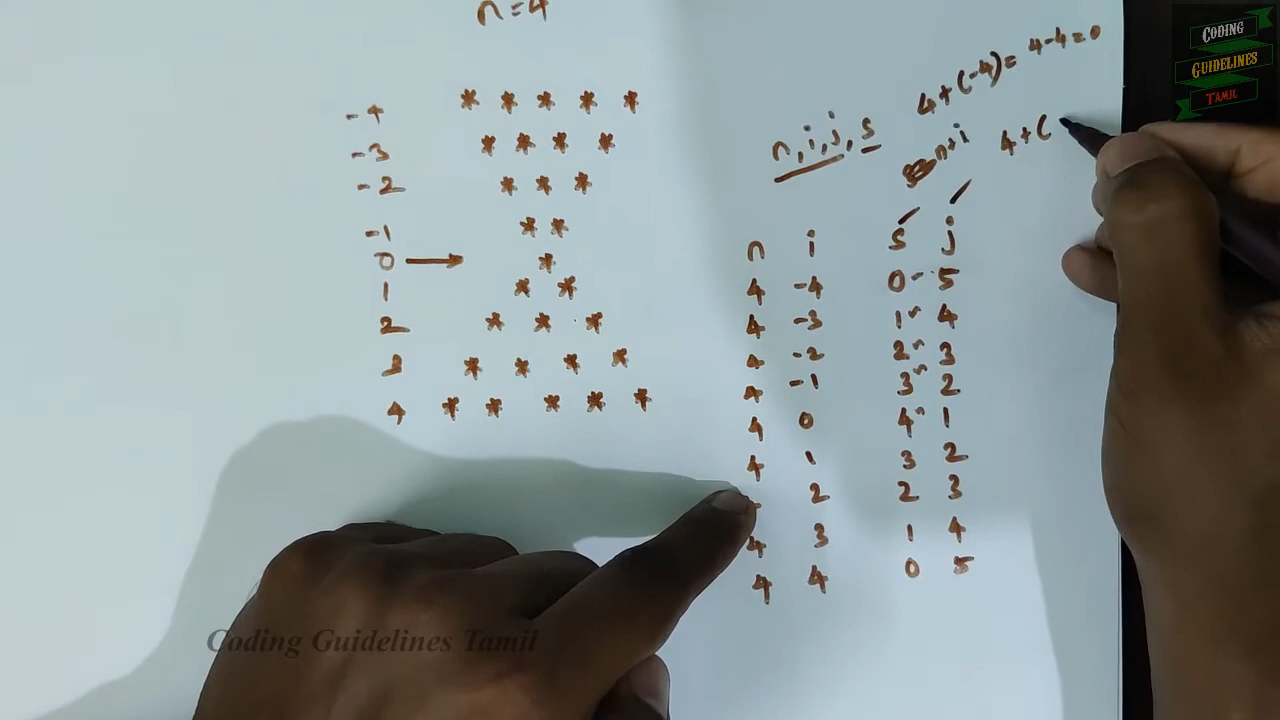 n = 4
CODING
GUIDELINES
TAMIL
4+(-4)= 4-4=0
n, i, j, s
n+i
4+(
-4 * * * * *
-3 * * * *
-2 * * *
-1 * *
0 → *
1 * *
2 * * *
3 * * * *
4 * * * * *
n i s j
4 -4 0 5
4 -3 1 4
4 -2 2 3
4 -1 3 2
4 0 4 1
4 1 3 2
2 2 3
4 3 1 4
4 4 0 5
Coding Guidelines Tamil